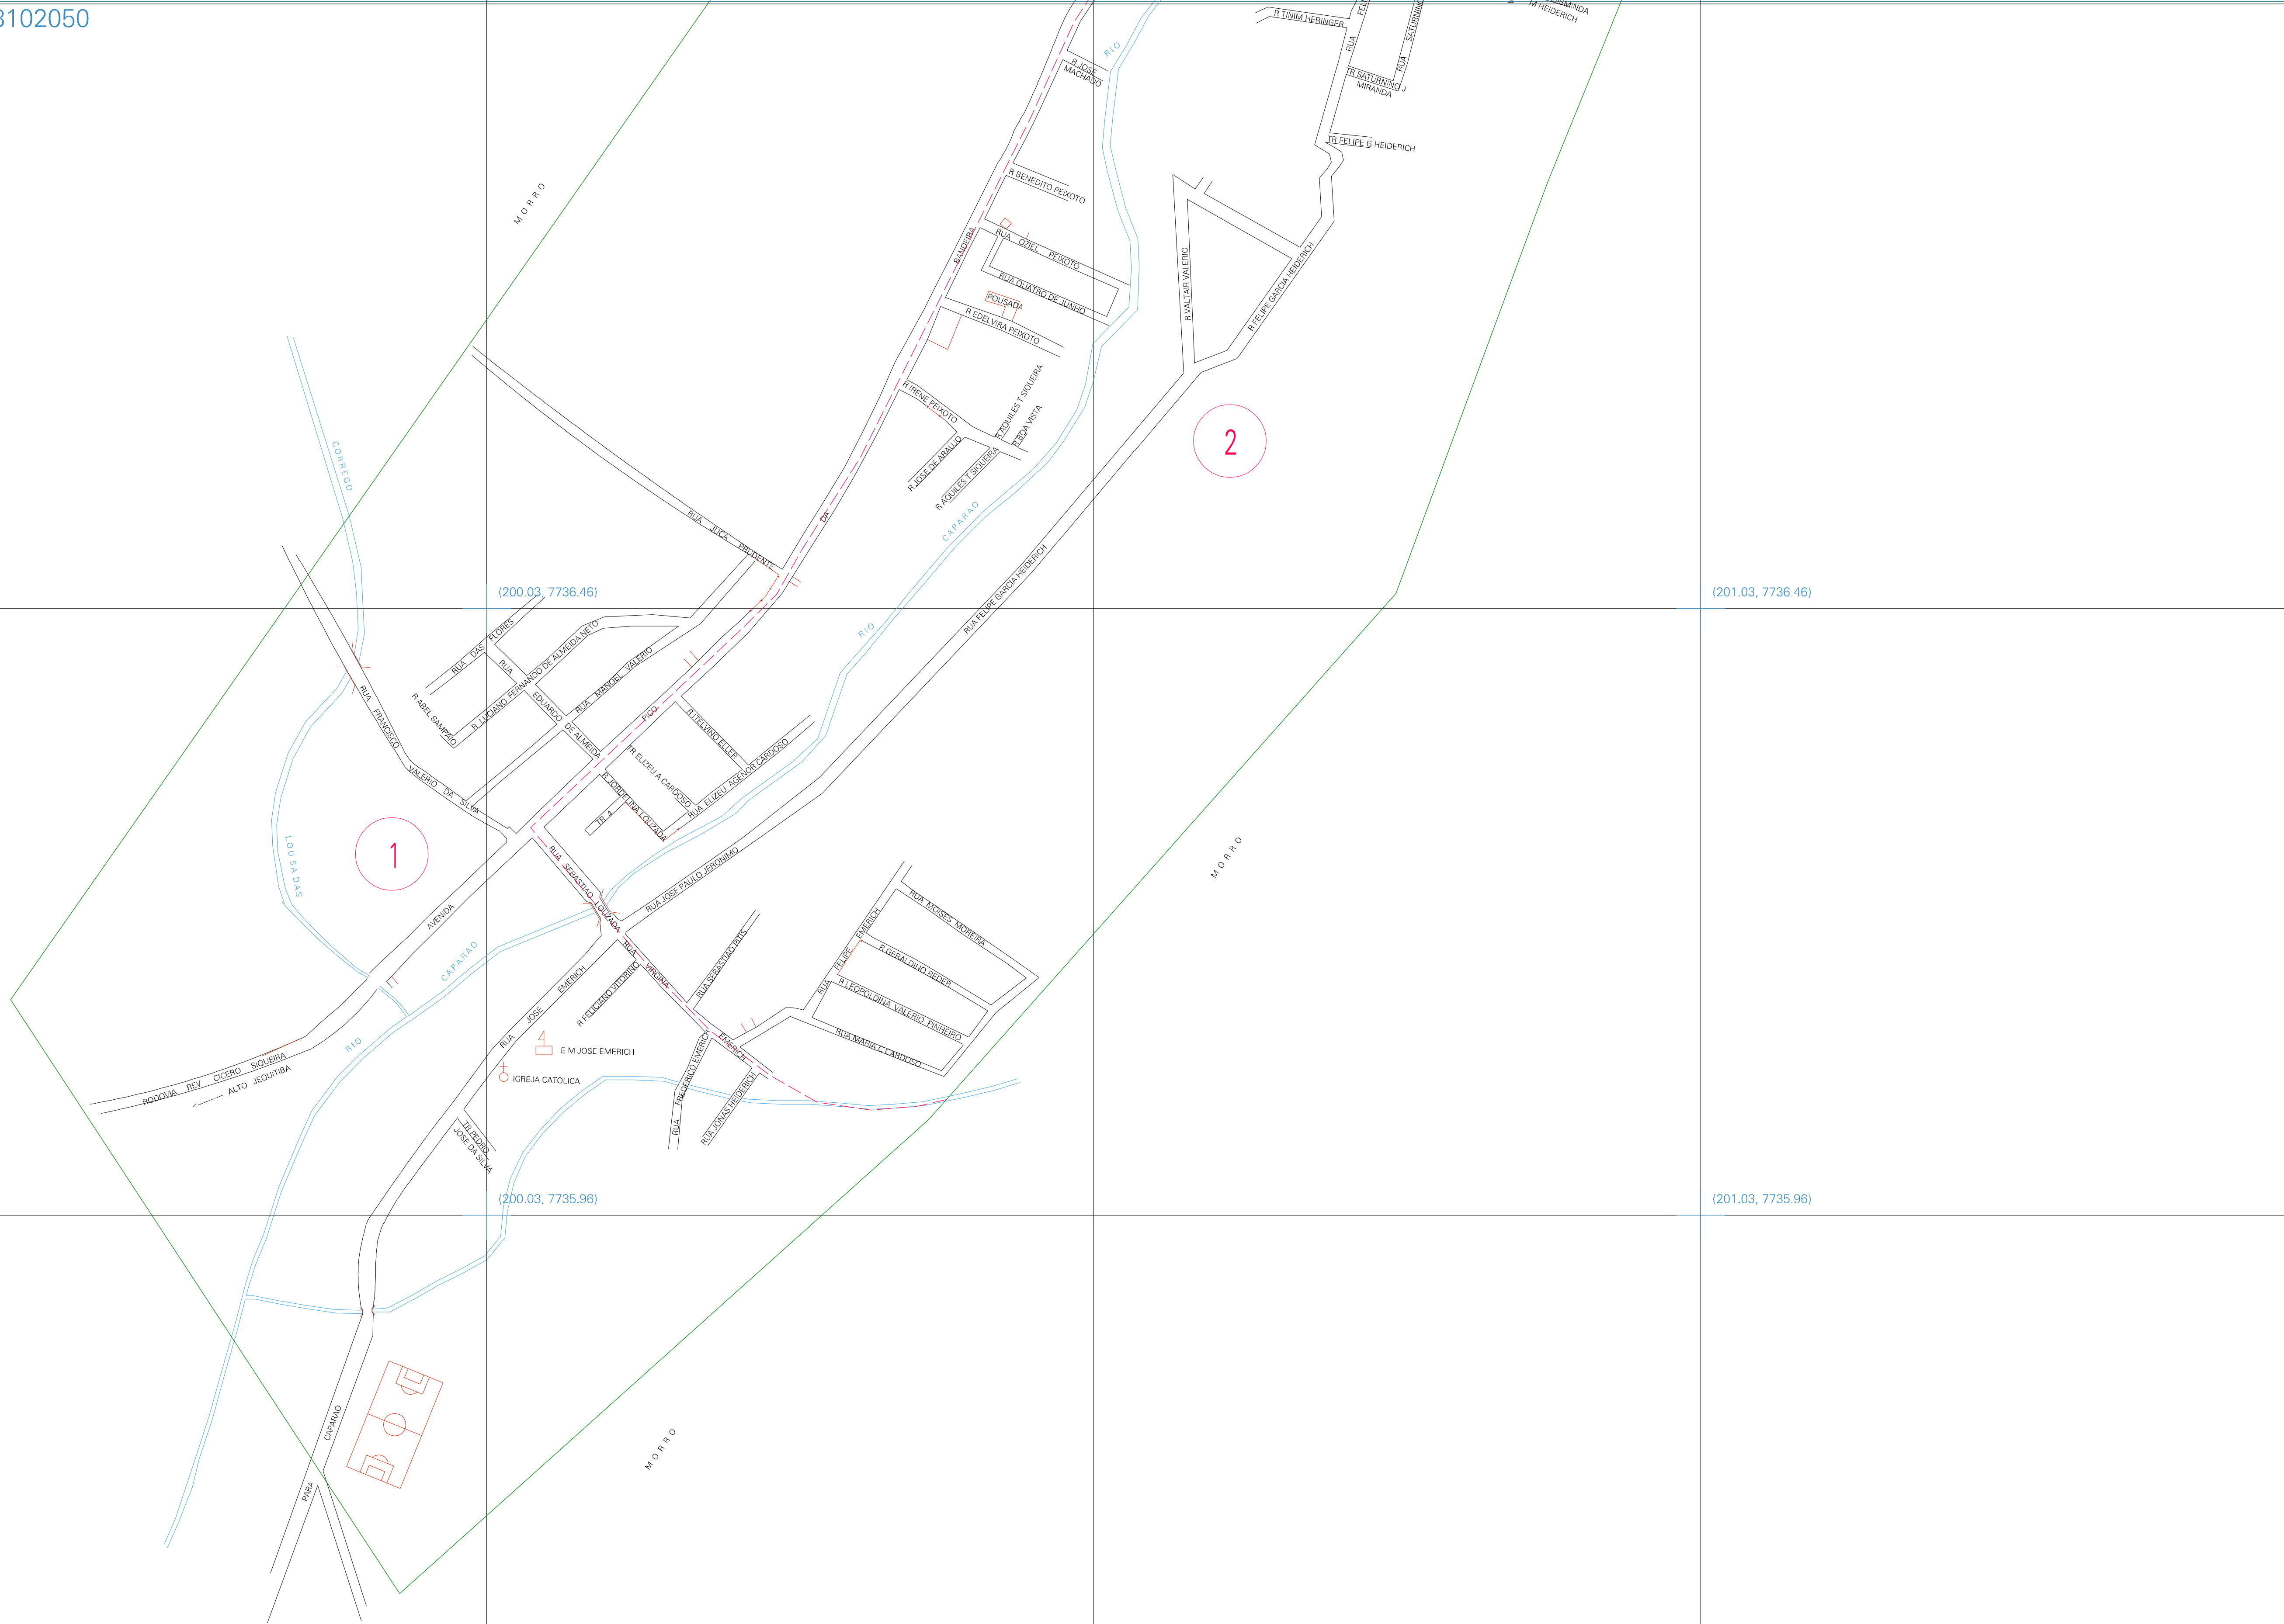 R TINIM HERINGER
RUA
SATURNINO
RUA
M HEIDERICH
TR SATURNINO J
MIRANDA
TR FELIPE G HEIDERICH
RIO
R JOSE
MACHADO
MORRO
R BENEDITO PEIXOTO
BANDEIRA
RUA OZIEL PEIXOTO
RUA QUATRO DE JUNHO
POUSADA
R EDELVIRA PEIXOTO
R VALTAIR VALERIO
R FELIPE GARCIA HEIDERICH
R IRENE PEIXOTO
R AQUILES T SIQUEIRA
R BOA VISTA
R JOSE DE ARAUJO
R AQUILES T SIQUEIRA
2
CORREGO
RUA JUCA PRUDENTE
DA
CAPARAO
RIO
RUA FELIPE GARCIA HEIDERICH
(200.03, 7736.46)
(201.03, 7736.46)
RUA DAS FLORES
R LUCIANO FERNANDO DE ALMEIDA NETO
RUA EDUARDO DE ALMEIDA
RUA MANOEL VALERIO
R ABEL SAMPAIO
RUA FRANCISCO VALERIO DA SILVA
PICO
R ITELVINO ELLER
TR ELIZEU A CARDOSO
RUA ELIZEU AGENOR CARDOSO
R JORDELINA LOUZADA
TR 4
1
LOUSADAS
RUA SEBASTIAO LOUZADA
RUA JOSE PAULO JERONIMO
AVENIDA
CAPARAO
RIO
MORRO
RUA MOISES MOREIRA
RUA FELIPE EMERICH
R GERALDINO REDER
R LEOPOLDINA VALERIO PINHEIRO
RUA MARIA C CARDOSO
RUA SEBASTIAO PITIS
RUA VIRGINA EMERICH
R FELICIANO VITORINO
RUA JOSE EMERICH
E M JOSE EMERICH
IGREJA CATOLICA
RUA FREDERICO EMERICH
RUA JONAS HEIDERICH
RODOVIA REV CICERO SIQUEIRA
ALTO JEQUITIBA
TR PEDRO
JOSE DA SILVA
(200.03, 7735.96)
(201.03, 7735.96)
MORRO
PARA CAPARAO